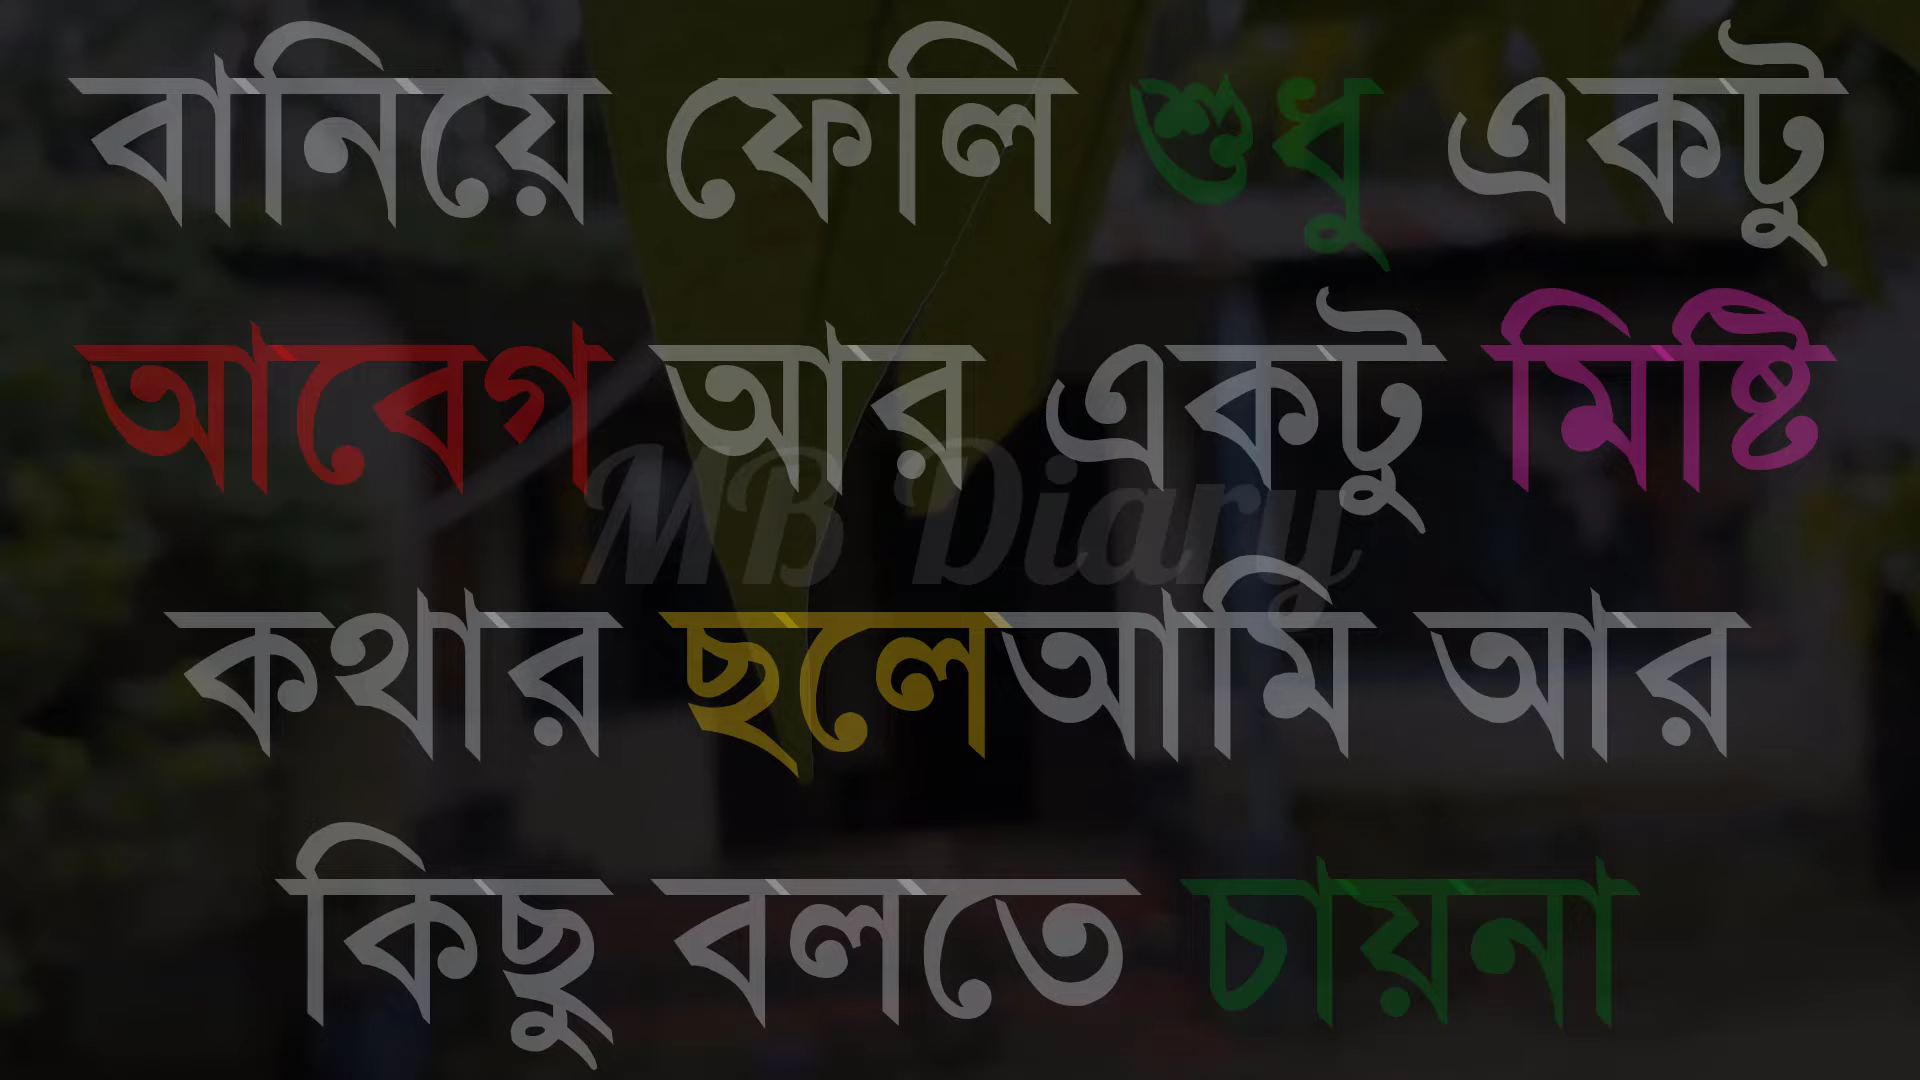 বানিয়ে ফেলি শুধু একটু
আবেগ আর একটু মিষ্টি
MB Diary
কথার ছলেআমি আর
কিছু বলতে চায়না